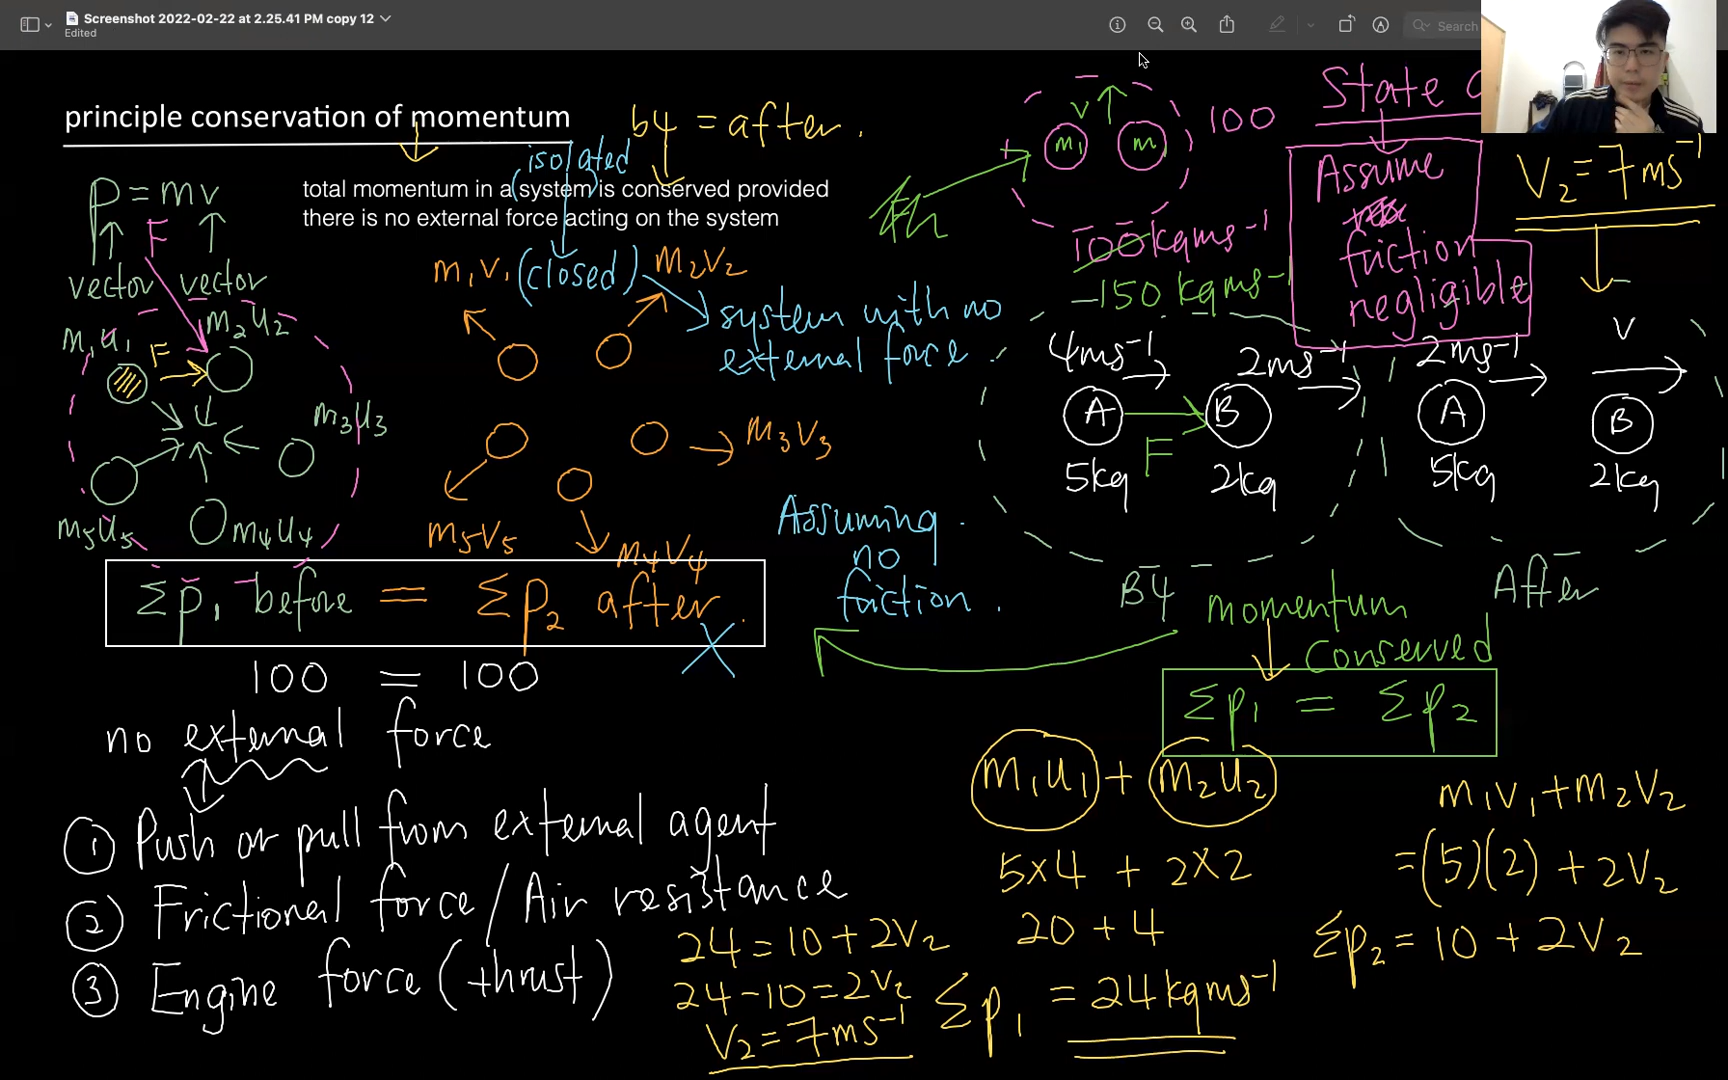 Screenshot 2022-02-22 at 2.25.41 PM copy 12
Edited
Search
principle conservation of momentum
b4 = after.
isolated
total momentum in a (system) is conserved provided
there is no external force acting on the system
p = mv
F
vector vector
(closed)
system with no
external force.
m₁u₁
m₂u₂
F
m₃u₃
m₄u₄
m₅u₅
m₁v₁
m₂v₂
m₃v₃
m₄v₄
m₅v₅
Assuming
no
friction.
Σp₁ before = Σp₂ after.
100 = 100
no external force
① Push or pull from external agent
② Frictional force / Air resistance
③ Engine force (thrust)
v
m₁
m
100
100kgms⁻¹
-150 kgms⁻¹
State
Assume
friction
negligible
V₂ = 7ms⁻¹
4ms⁻¹
2ms⁻¹
2ms⁻¹
V
A
B
A
B
F
5kg
2kg
5kg
2kg
B4
After
momentum
conserved
Σp₁ = Σp₂
m₁u₁ + m₂u₂
5x4 + 2x2
20 + 4
Σp₁ = 24kgms⁻¹
m₁v₁ + m₂v₂
= (5)(2) + 2V₂
Σp₂ = 10 + 2V₂
24 = 10 + 2V₂
24 - 10 = 2V₂
V₂ = 7ms⁻¹